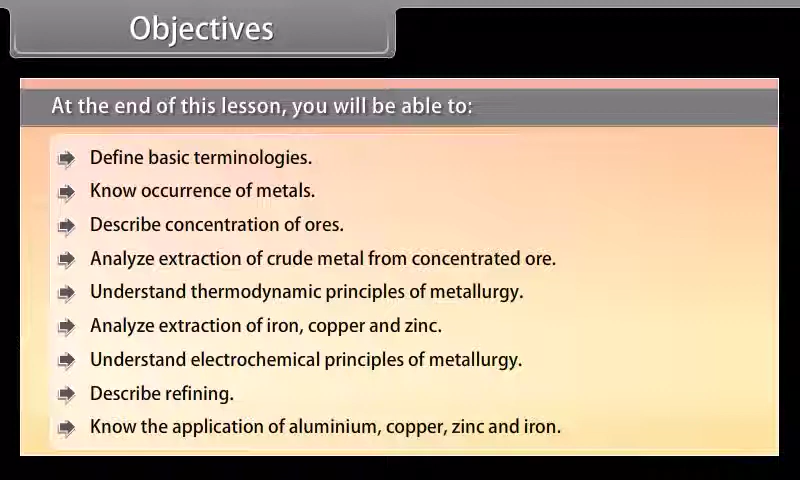 Objectives
At the end of this lesson, you will be able to:
Define basic terminologies.
Know occurrence of metals.
Describe concentration of ores.
Analyze extraction of crude metal from concentrated ore.
Understand thermodynamic principles of metallurgy.
Analyze extraction of iron, copper and zinc.
Understand electrochemical principles of metallurgy.
Describe refining.
Know the application of aluminium, copper, zinc and iron.